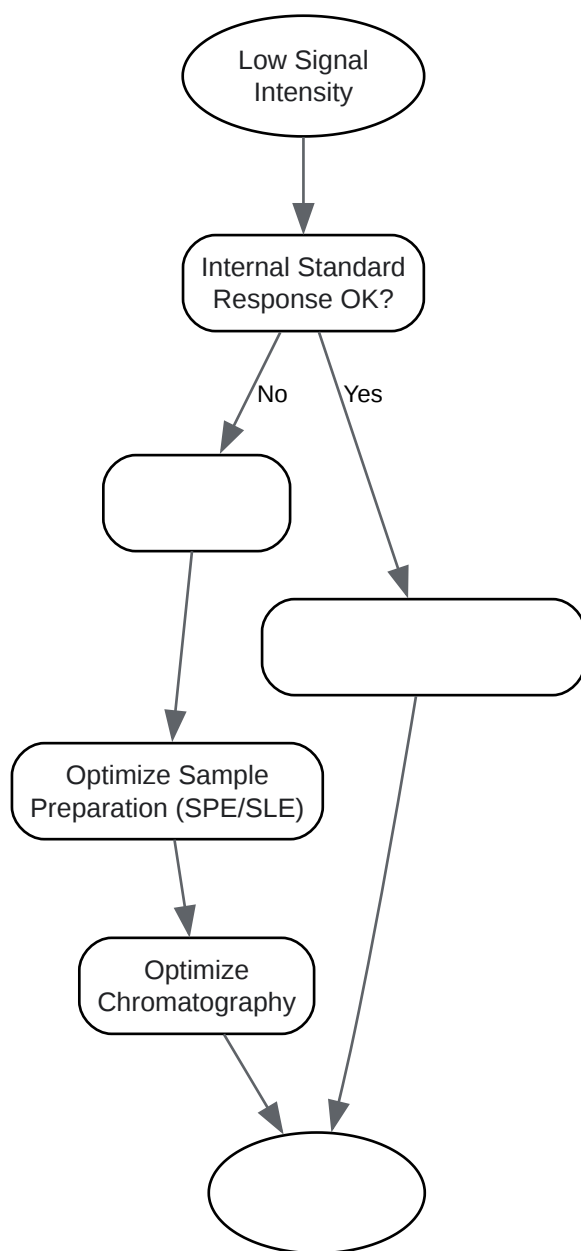 Low Signal
Intensity
Internal Standard
Response OK?
No
Yes
Optimize Sample
Preparation (SPE/SLE)
Optimize
Chromatography